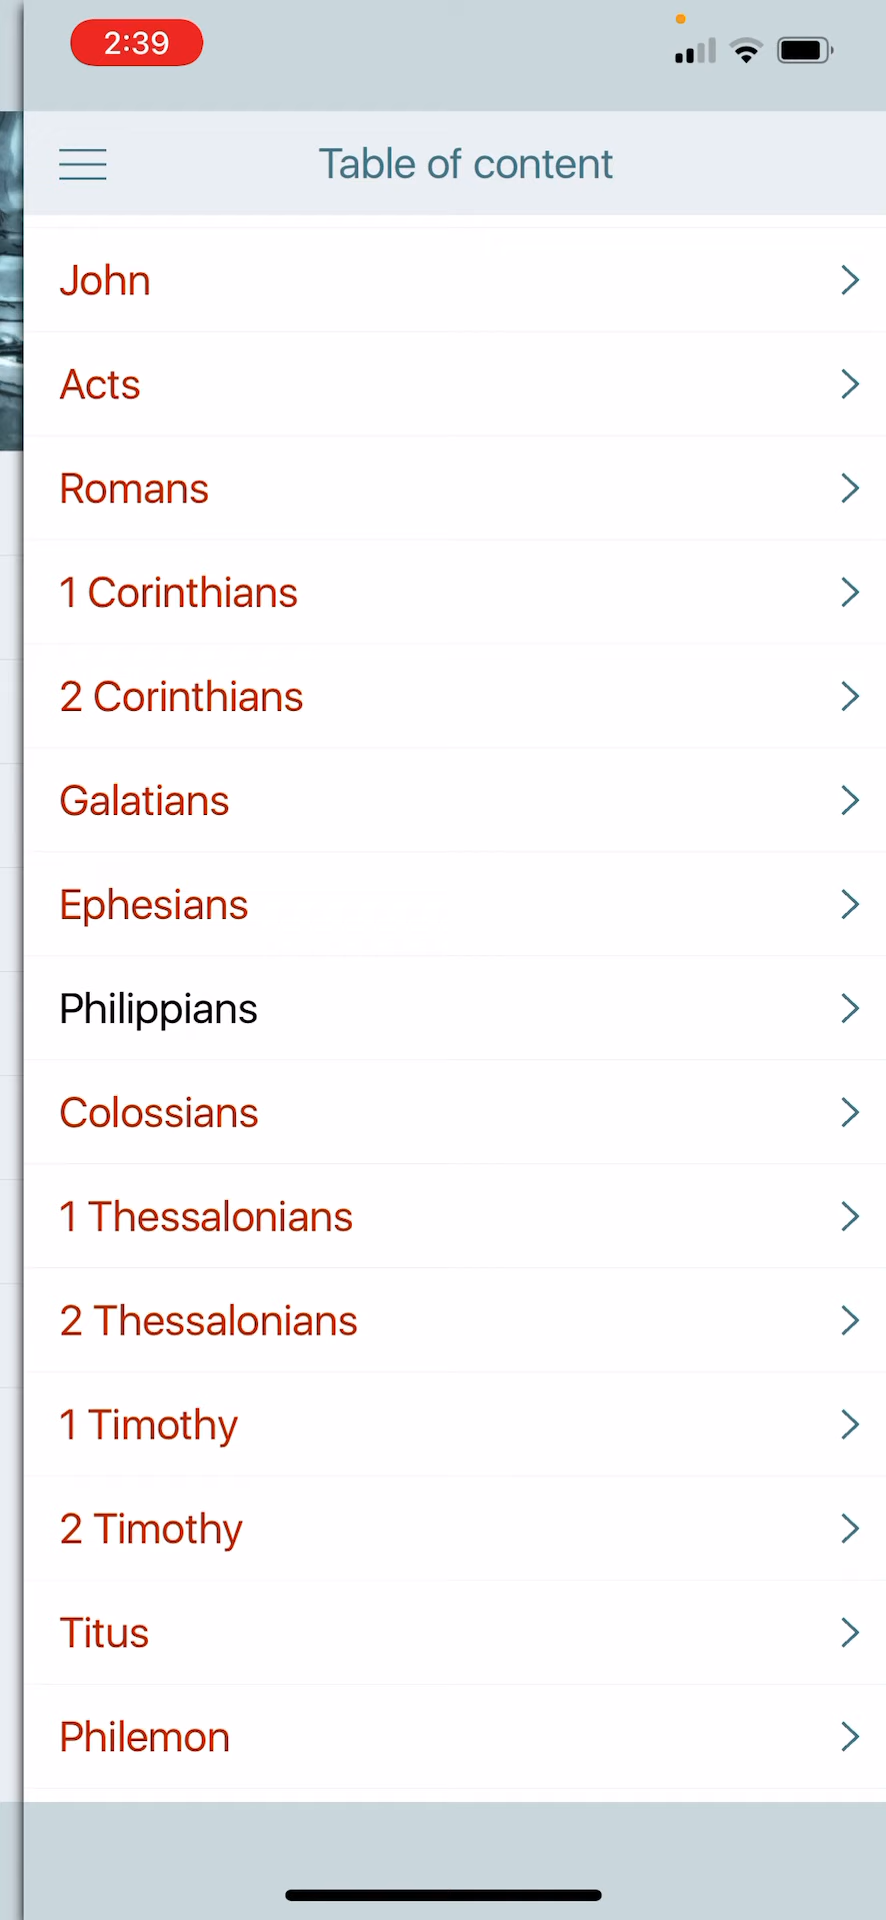 2:39
Table of content
John
Acts
Romans
1 Corinthians
2 Corinthians
Galatians
Ephesians
Philippians
Colossians
1 Thessalonians
2 Thessalonians
1 Timothy
2 Timothy
Titus
Philemon